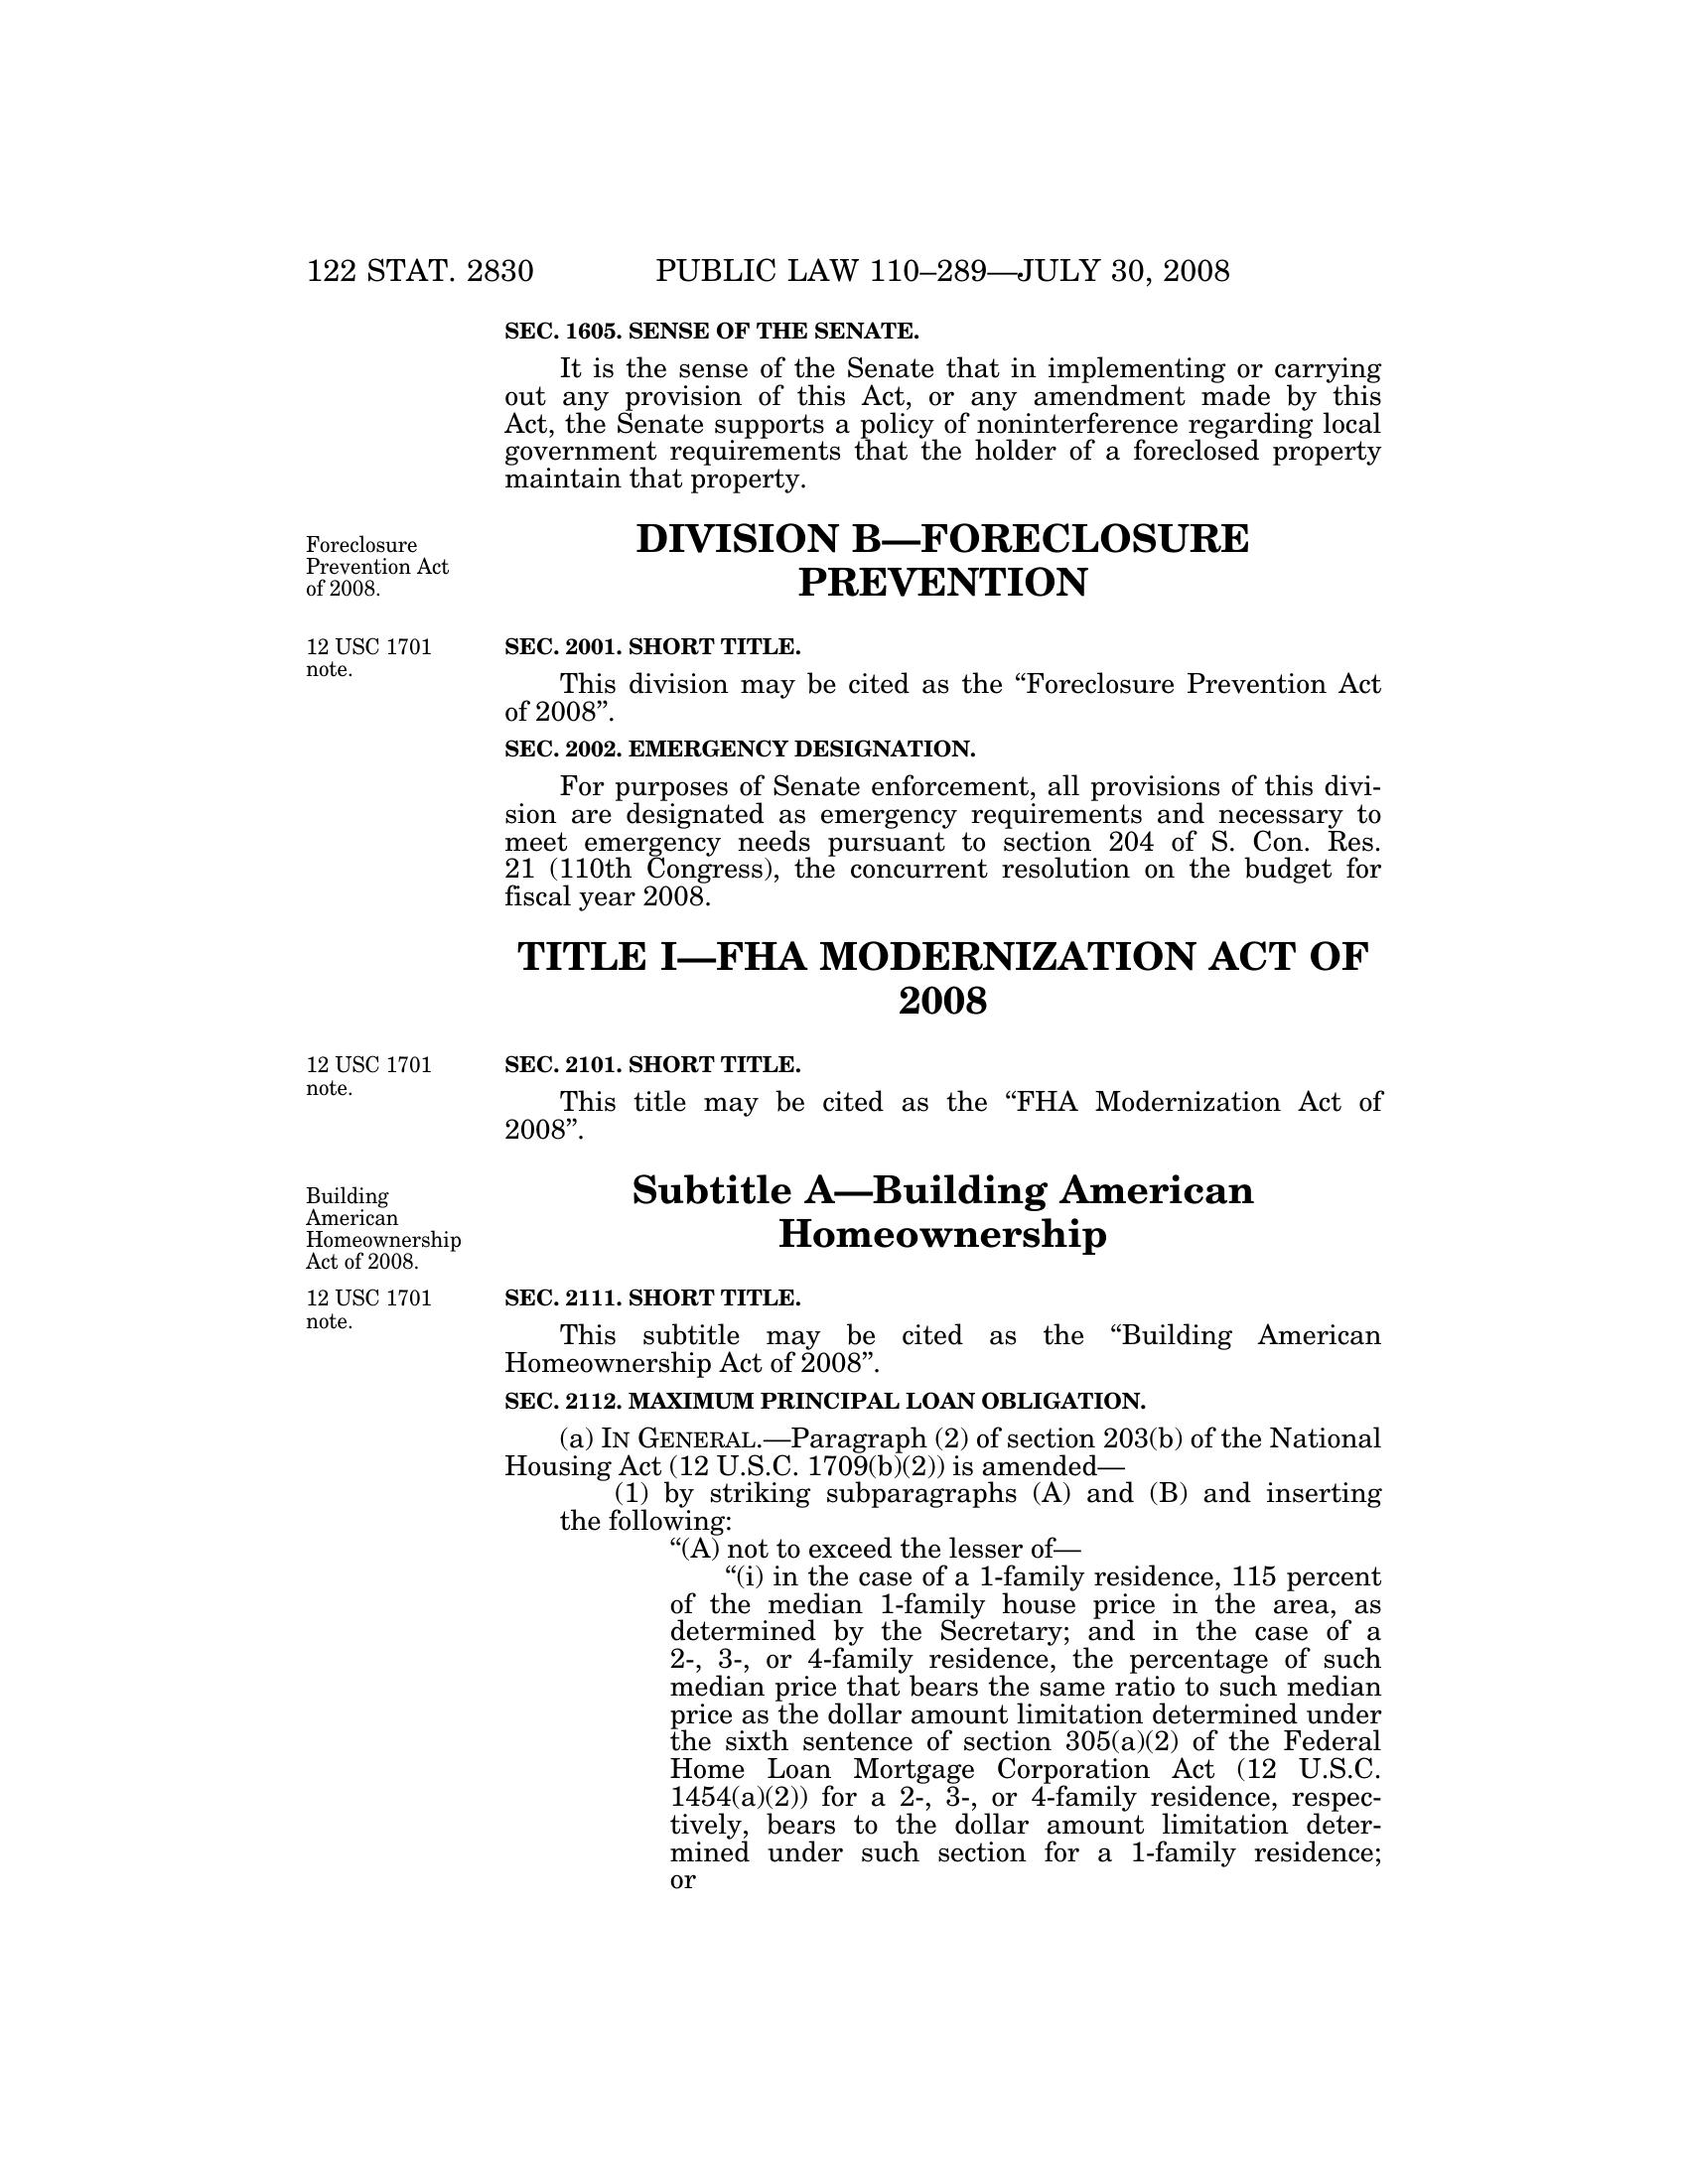 122 STAT. 2830 PUBLIC LAW 110–289—JULY 30, 2008
SEC. 1605. SENSE OF THE SENATE.
It is the sense of the Senate that in implementing or carrying
out any provision of this Act, or any amendment made by this
Act, the Senate supports a policy of noninterference regarding local
government requirements that the holder of a foreclosed property
maintain that property.
Foreclosure
Prevention Act
of 2008.
DIVISION B—FORECLOSURE
PREVENTION
12 USC 1701
note.
SEC. 2001. SHORT TITLE.
This division may be cited as the “Foreclosure Prevention Act
of 2008”.
SEC. 2002. EMERGENCY DESIGNATION.
For purposes of Senate enforcement, all provisions of this divi-
sion are designated as emergency requirements and necessary to
meet emergency needs pursuant to section 204 of S. Con. Res.
21 (110th Congress), the concurrent resolution on the budget for
fiscal year 2008.
TITLE I—FHA MODERNIZATION ACT OF
2008
12 USC 1701
note.
SEC. 2101. SHORT TITLE.
This title may be cited as the “FHA Modernization Act of
2008”.
Building
American
Homeownership
Act of 2008.
Subtitle A—Building American
Homeownership
12 USC 1701
note.
SEC. 2111. SHORT TITLE.
This subtitle may be cited as the “Building American
Homeownership Act of 2008”.
SEC. 2112. MAXIMUM PRINCIPAL LOAN OBLIGATION.
(a) IN GENERAL.—Paragraph (2) of section 203(b) of the National
Housing Act (12 U.S.C. 1709(b)(2)) is amended—
(1) by striking subparagraphs (A) and (B) and inserting
the following:
“(A) not to exceed the lesser of—
“(i) in the case of a 1-family residence, 115 percent
of the median 1-family house price in the area, as
determined by the Secretary; and in the case of a
2-, 3-, or 4-family residence, the percentage of such
median price that bears the same ratio to such median
price as the dollar amount limitation determined under
the sixth sentence of section 305(a)(2) of the Federal
Home Loan Mortgage Corporation Act (12 U.S.C.
1454(a)(2)) for a 2-, 3-, or 4-family residence, respec-
tively, bears to the dollar amount limitation deter-
mined under such section for a 1-family residence;
or